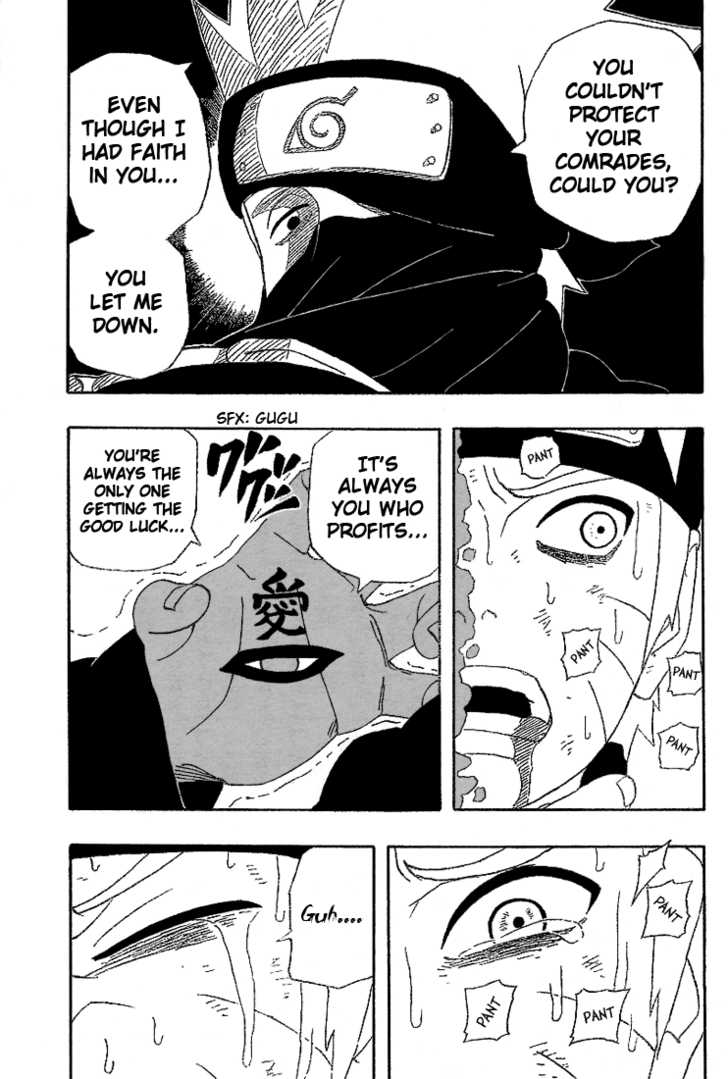 YOU
COULDN'T
PROTECT
YOUR
COMRADES,
COULD YOU?
EVEN
THOUGH I
HAD FAITH
IN YOU...
YOU
LET ME
DOWN.
SFX: GUGU
PANT
PANT
PANT
PANT
IT'S
ALWAYS
YOU WHO
PROFITS...
グググ
YOU'RE
ALWAYS THE
ONLY ONE
GETTING THE
GOOD LUCK...
愛
PANT
PANT
PANT
Guh....